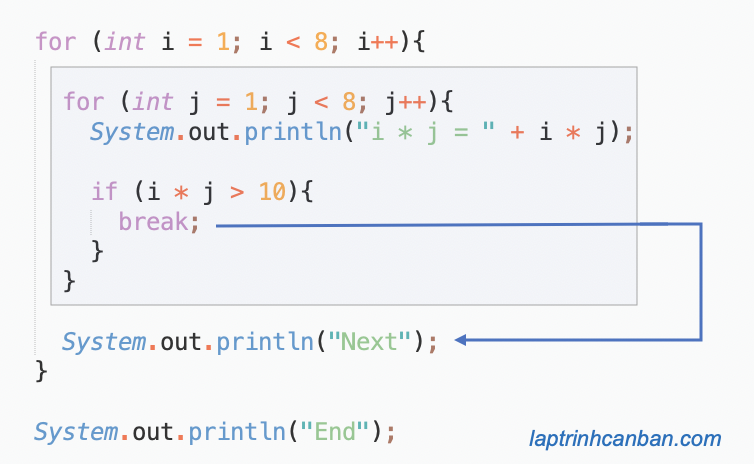 for (int i = 1; i < 8; i++){
for (int j = 1; j < 8; j++){
System.out.println("i * j = " + i * j);
if (i * j > 10){
break;
}
}
System.out.println("Next");
}
System.out.println("End");
laptrinhcanban.com